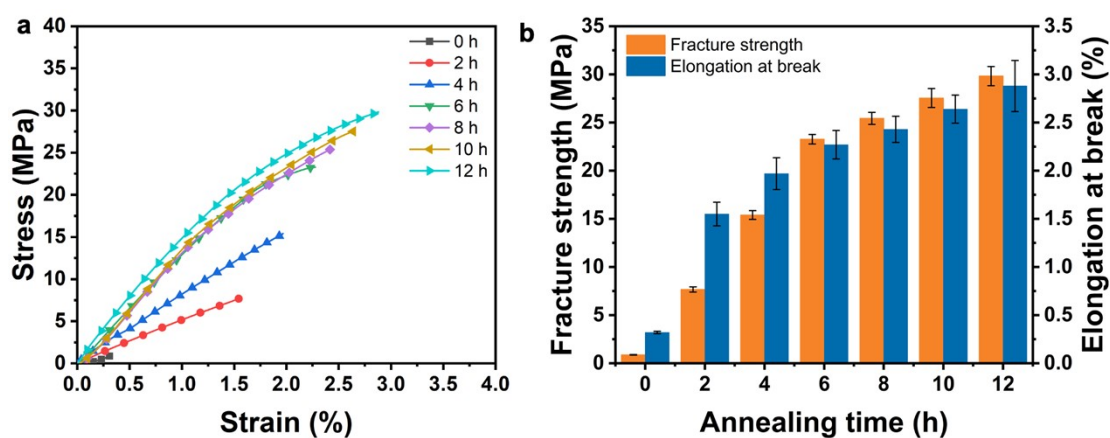 a
40
35
30
25
20
15
10
5
0
Stress (MPa)
0 h
2 h
4 h
6 h
8 h
10 h
12 h
0.0 0.5 1.0 1.5 2.0 2.5 3.0 3.5 4.0
Strain (%)
b
35
30
25
20
15
10
5
0
Fracture strength (MPa)
Fracture strength
Elongation at break
3.5
3.0
2.5
2.0
1.5
1.0
0.5
0.0
Elongation at break (%)
0 2 4 6 8 10 12
Annealing time (h)